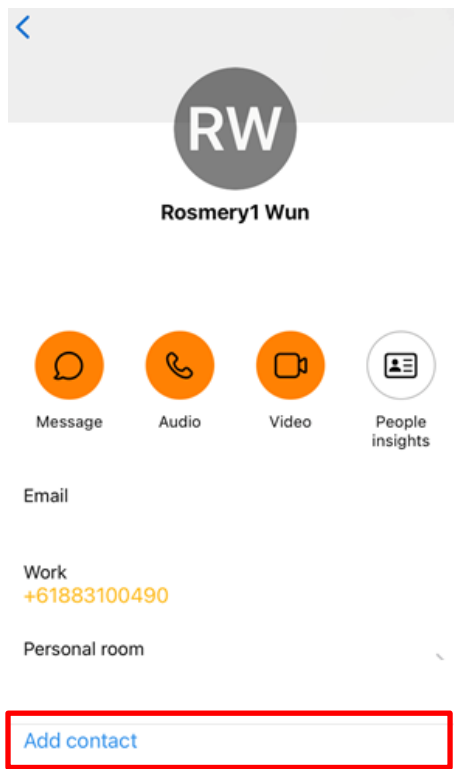 RW
Rosmery1 Wun
Message Audio Video People
insights
Email
Work
+61883100490
Personal room
Add contact